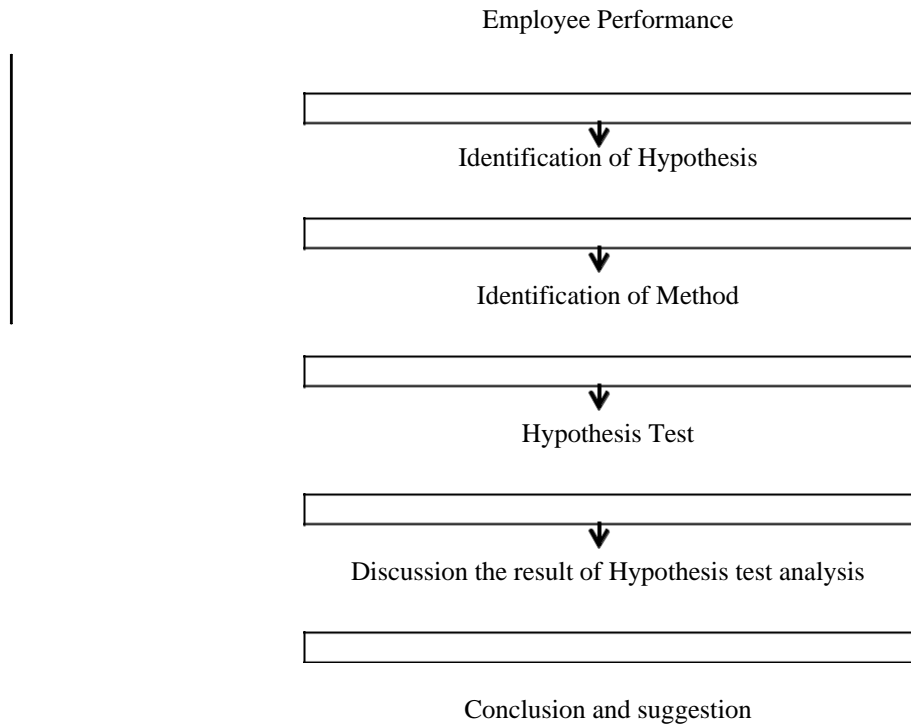 Employee Performance
Identification of Hypothesis
Identification of Method
Hypothesis Test
Discussion the result of Hypothesis test analysis
Conclusion and suggestion